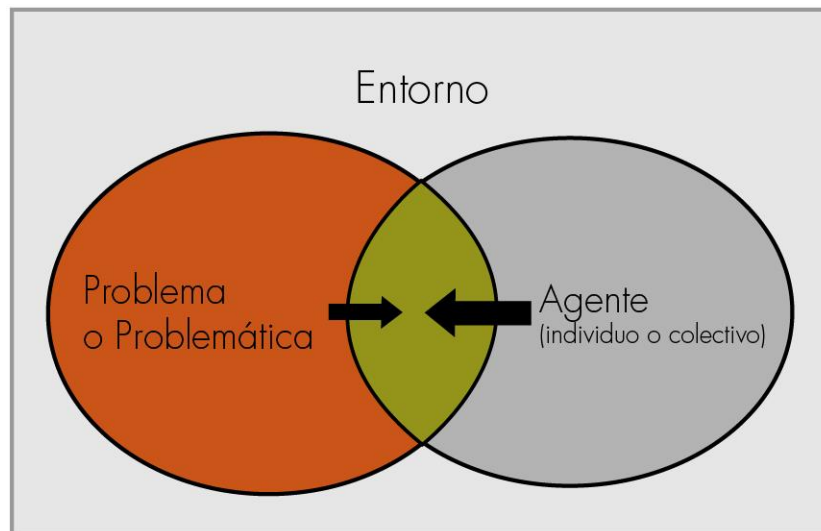 Entorno
Problema
o Problemática
Agente
(individuo o colectivo)